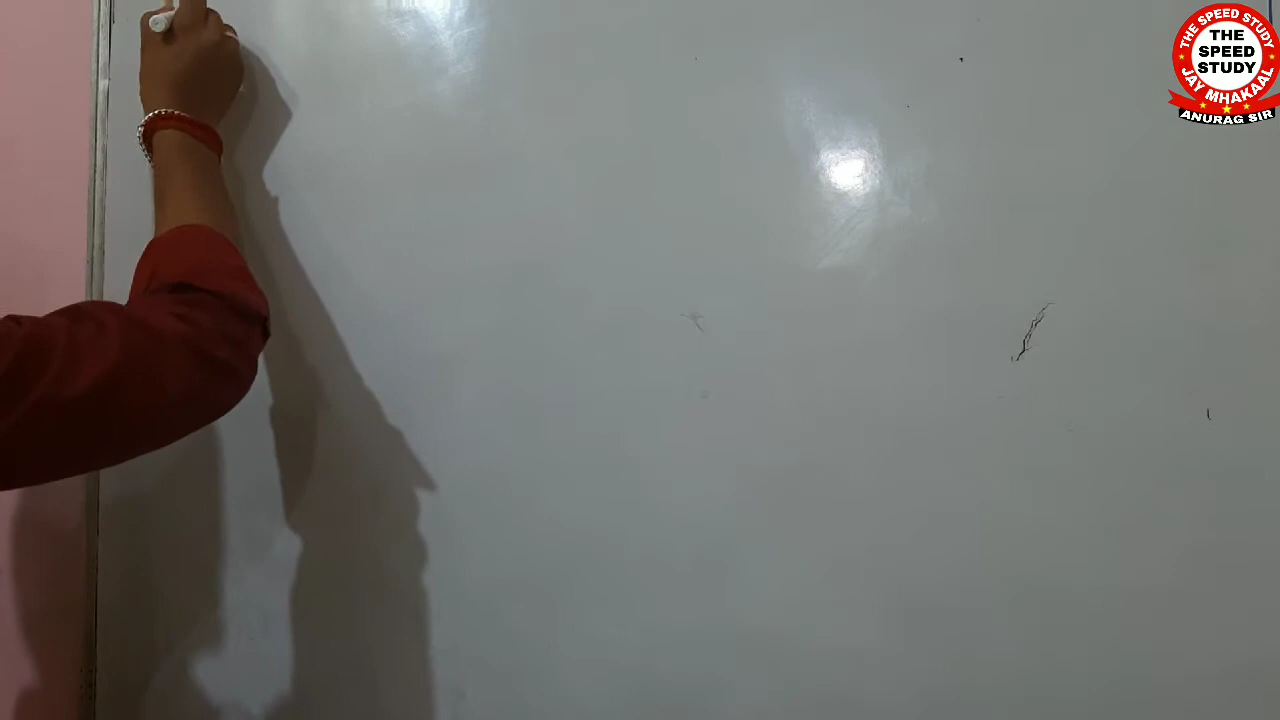 THE SPEED STUDY
THE
SPEED
STUDY
JAY MHAKAAL
ANURAG SIR